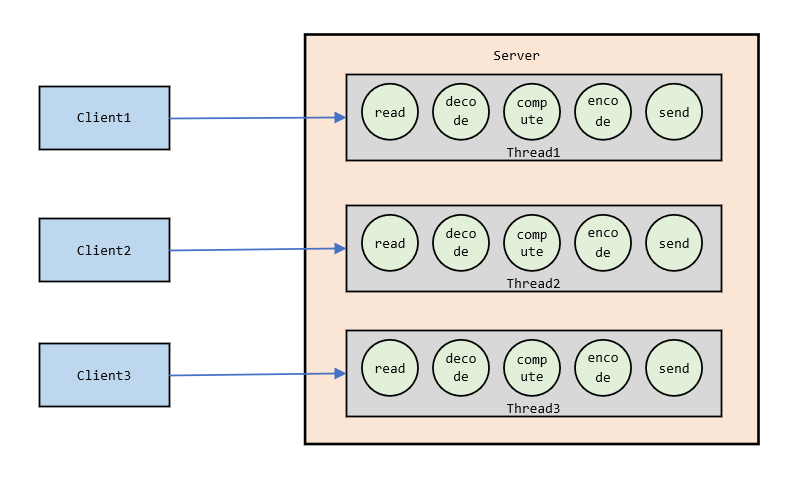 Server
Client1
read
deco
de
comp
ute
enco
de
send
Thread1
Client2
read
deco
de
comp
ute
enco
de
send
Thread2
Client3
read
deco
de
comp
ute
enco
de
send
Thread3